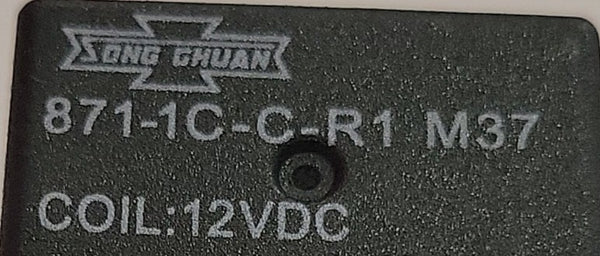 SONG CHUAN
871-1C-C-R1 M37
COIL:12VDC